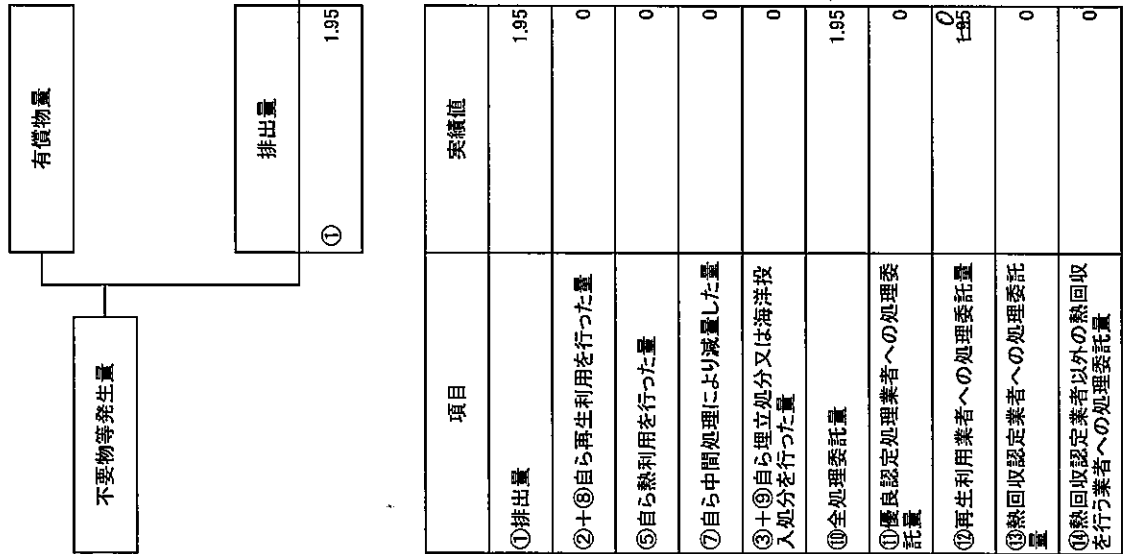 不要物等発生量
有償物量
排出量
① 1.95
項目 実績値
①排出量 1.95
②+⑧自ら再生利用を行った量 0
⑤自ら熱利用を行った量 0
⑦自ら中間処理により減量した量 0
③+⑨自ら埋立処分又は海洋投
入処分を行った量 0
⑩全処理委託量 1.95
⑪優良認定処理業者への処理委
託量 0
⑫再生利用業者への処理委託量 1.95 0
⑬熱回収認定業者への処理委託
量 0
⑭熱回収認定業者以外の熱回収
を行う業者への処理委託量 0